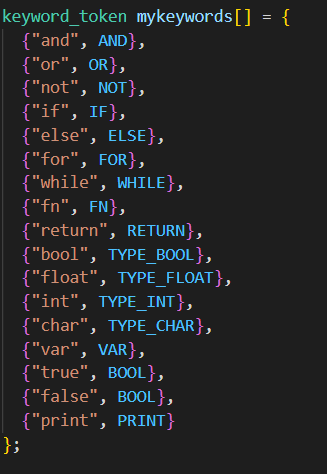 keyword_token mykeywords[] = {
{"and", AND},
{"or", OR},
{"not", NOT},
{"if", IF},
{"else", ELSE},
{"for", FOR},
{"while", WHILE},
{"fn", FN},
{"return", RETURN},
{"bool", TYPE_BOOL},
{"float", TYPE_FLOAT},
{"int", TYPE_INT},
{"char", TYPE_CHAR},
{"var", VAR},
{"true", BOOL},
{"false", BOOL},
{"print", PRINT}
};